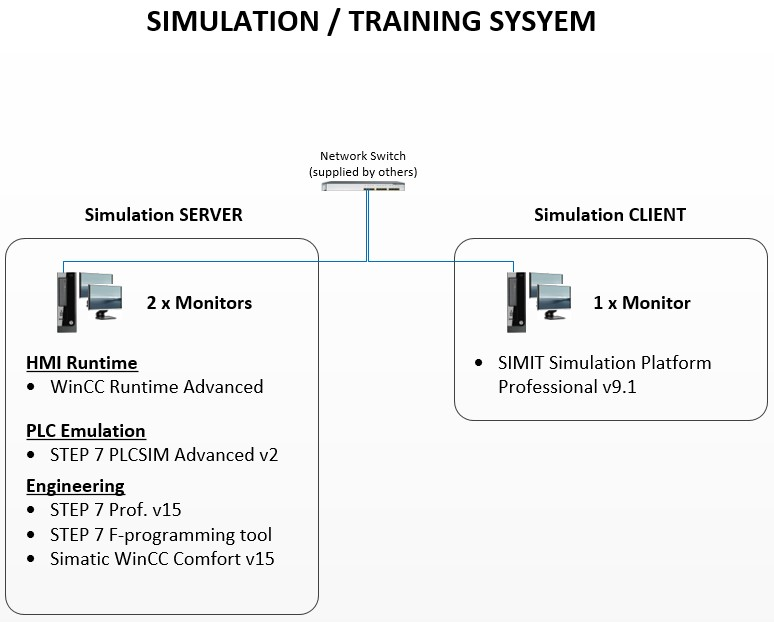 SIMULATION / TRAINING SYSYEM
Network Switch
(supplied by others)
Simulation SERVER
2 x Monitors
HMI Runtime
• WinCC Runtime Advanced
PLC Emulation
• STEP 7 PLCSIM Advanced v2
Engineering
• STEP 7 Prof. v15
• STEP 7 F-programming tool
• Simatic WinCC Comfort v15
Simulation CLIENT
1 x Monitor
• SIMIT Simulation Platform
Professional v9.1